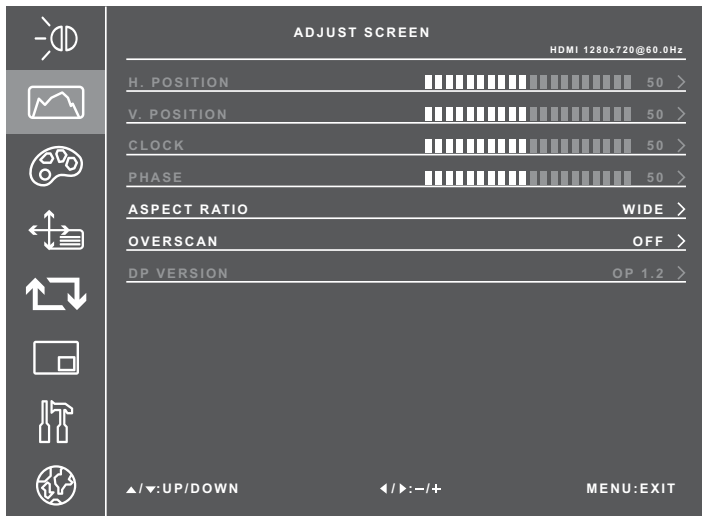 ADJUST SCREEN
HDMI 1280x720@60.0Hz
H. POSITION 50 >
V. POSITION 50 >
CLOCK 50 >
PHASE 50 >
ASPECT RATIO WIDE >
OVERSCAN OFF >
DP VERSION OP 1.2 >
▲/▼:UP/DOWN ◀/▶:−/+ MENU:EXIT